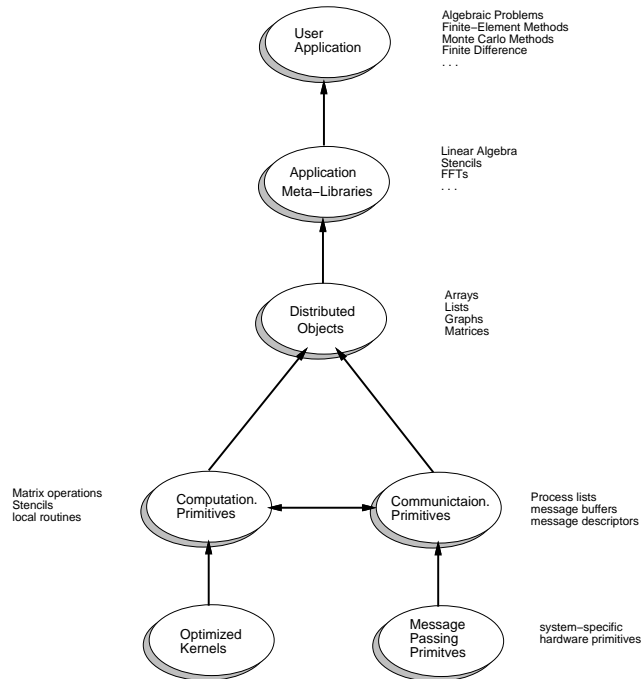 User
Application
Algebraic Problems
Finite−Element Methods
Monte Carlo Methods
Finite Difference
. . .
Application
Meta−Libraries
Linear Algebra
Stencils
FFTs
. . .
Distributed
Objects
Arrays
Lists
Graphs
Matrices
Matrix operations
Stencils
local routines
Computation.
Primitives
Communictaion.
Primitives
Process lists
message buffers
message descriptors
Optimized
Kernels
Message
Passing
Primitves
system−specific
hardware primitives